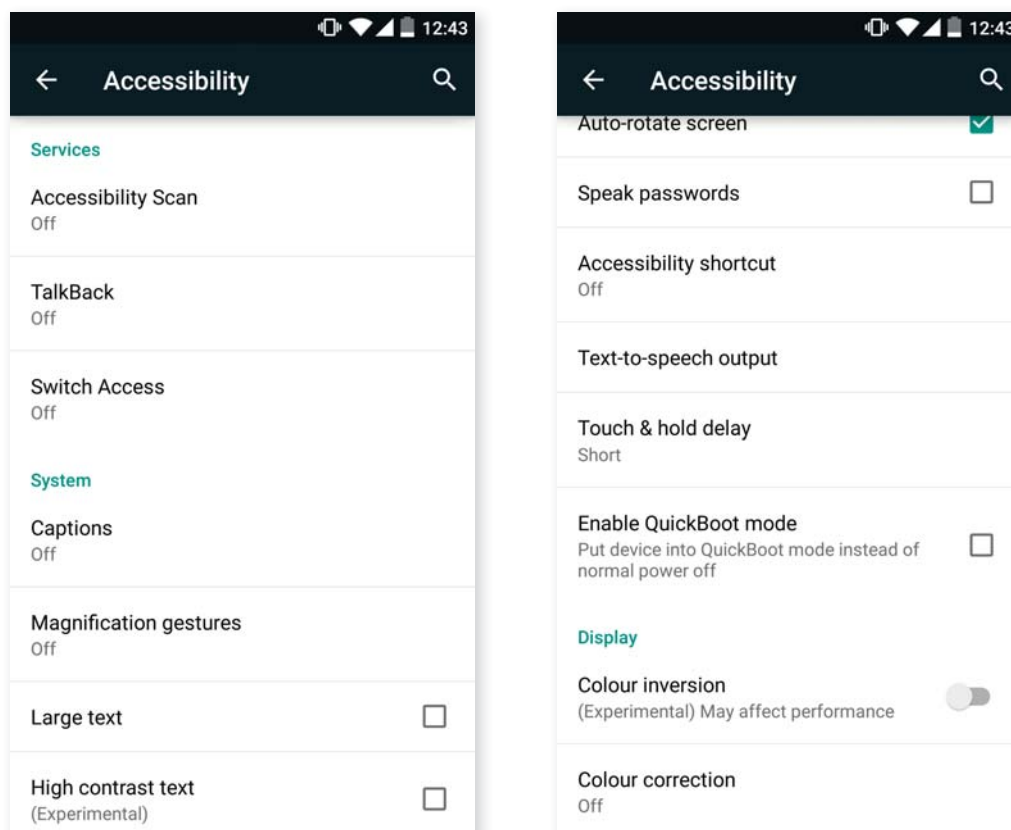 12:43
Accessibility
Services
Accessibility Scan
Off
TalkBack
Off
Switch Access
Off
System
Captions
Off
Magnification gestures
Off
Large text
High contrast text
(Experimental)
12:43
Accessibility
Auto-rotate screen
Speak passwords
Accessibility shortcut
Off
Text-to-speech output
Touch & hold delay
Short
Enable QuickBoot mode
Put device into QuickBoot mode instead of
normal power off
Display
Colour inversion
(Experimental) May affect performance
Colour correction
Off